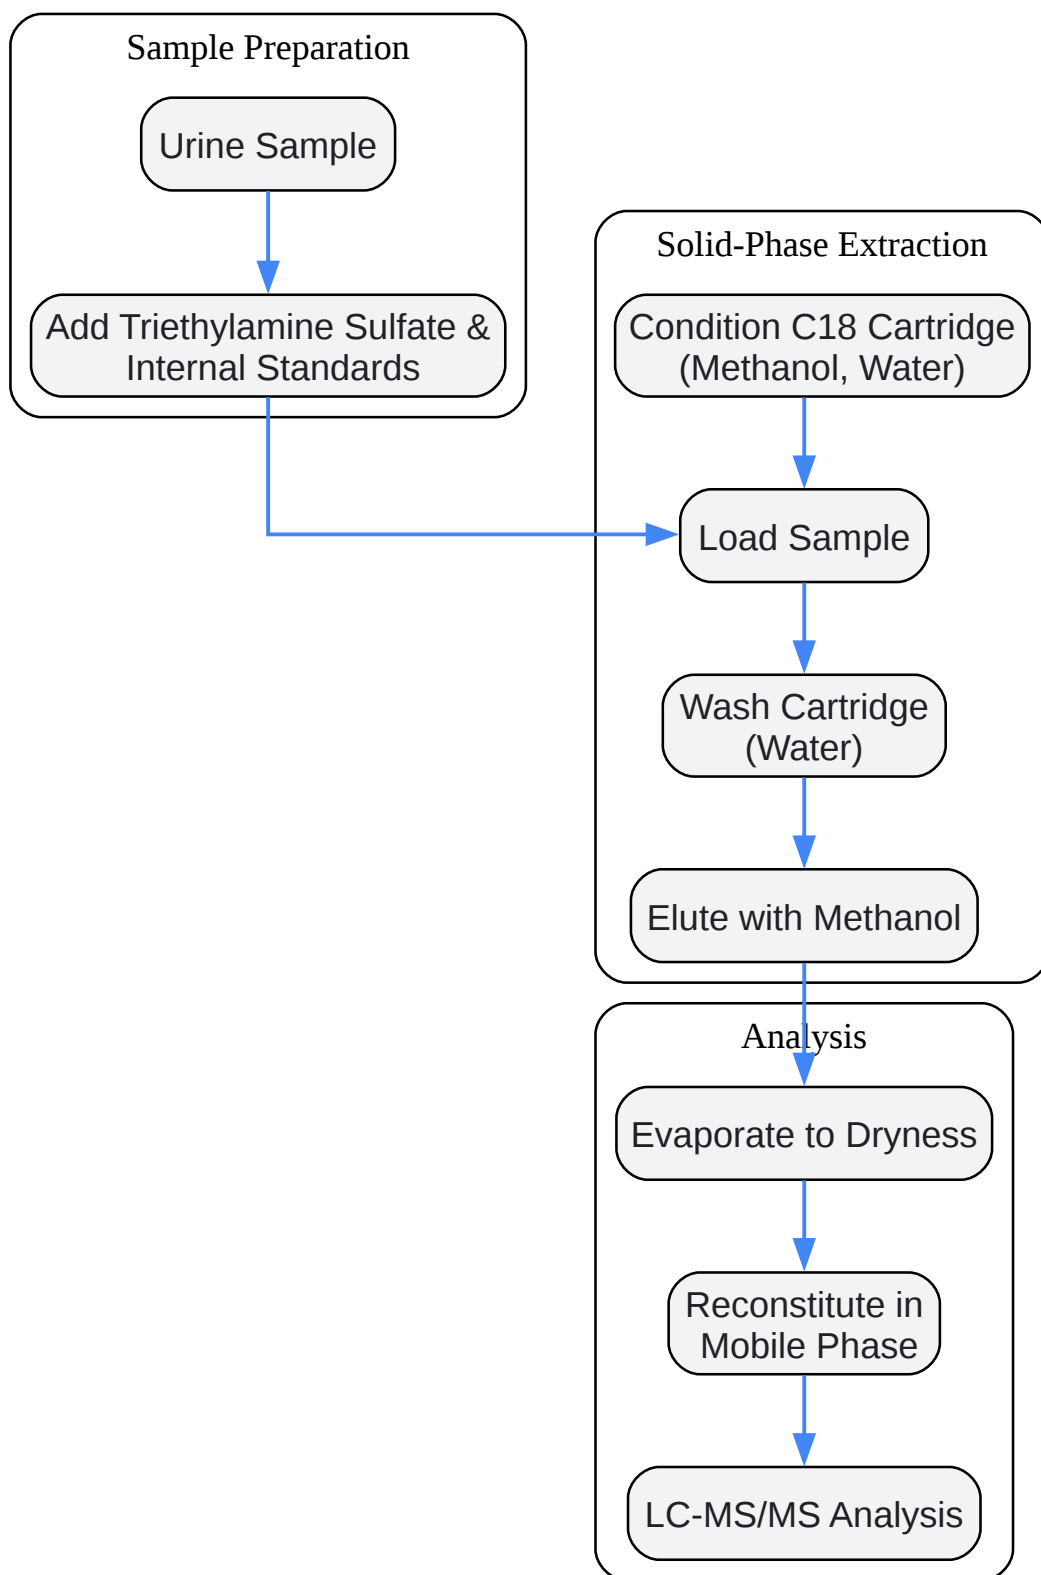 Sample Preparation
Urine Sample
Add Triethylamine Sulfate &
Internal Standards
Solid-Phase Extraction
Condition C18 Cartridge
(Methanol, Water)
Load Sample
Wash Cartridge
(Water)
Elute with Methanol
Analysis
Evaporate to Dryness
Reconstitute in
Mobile Phase
LC-MS/MS Analysis